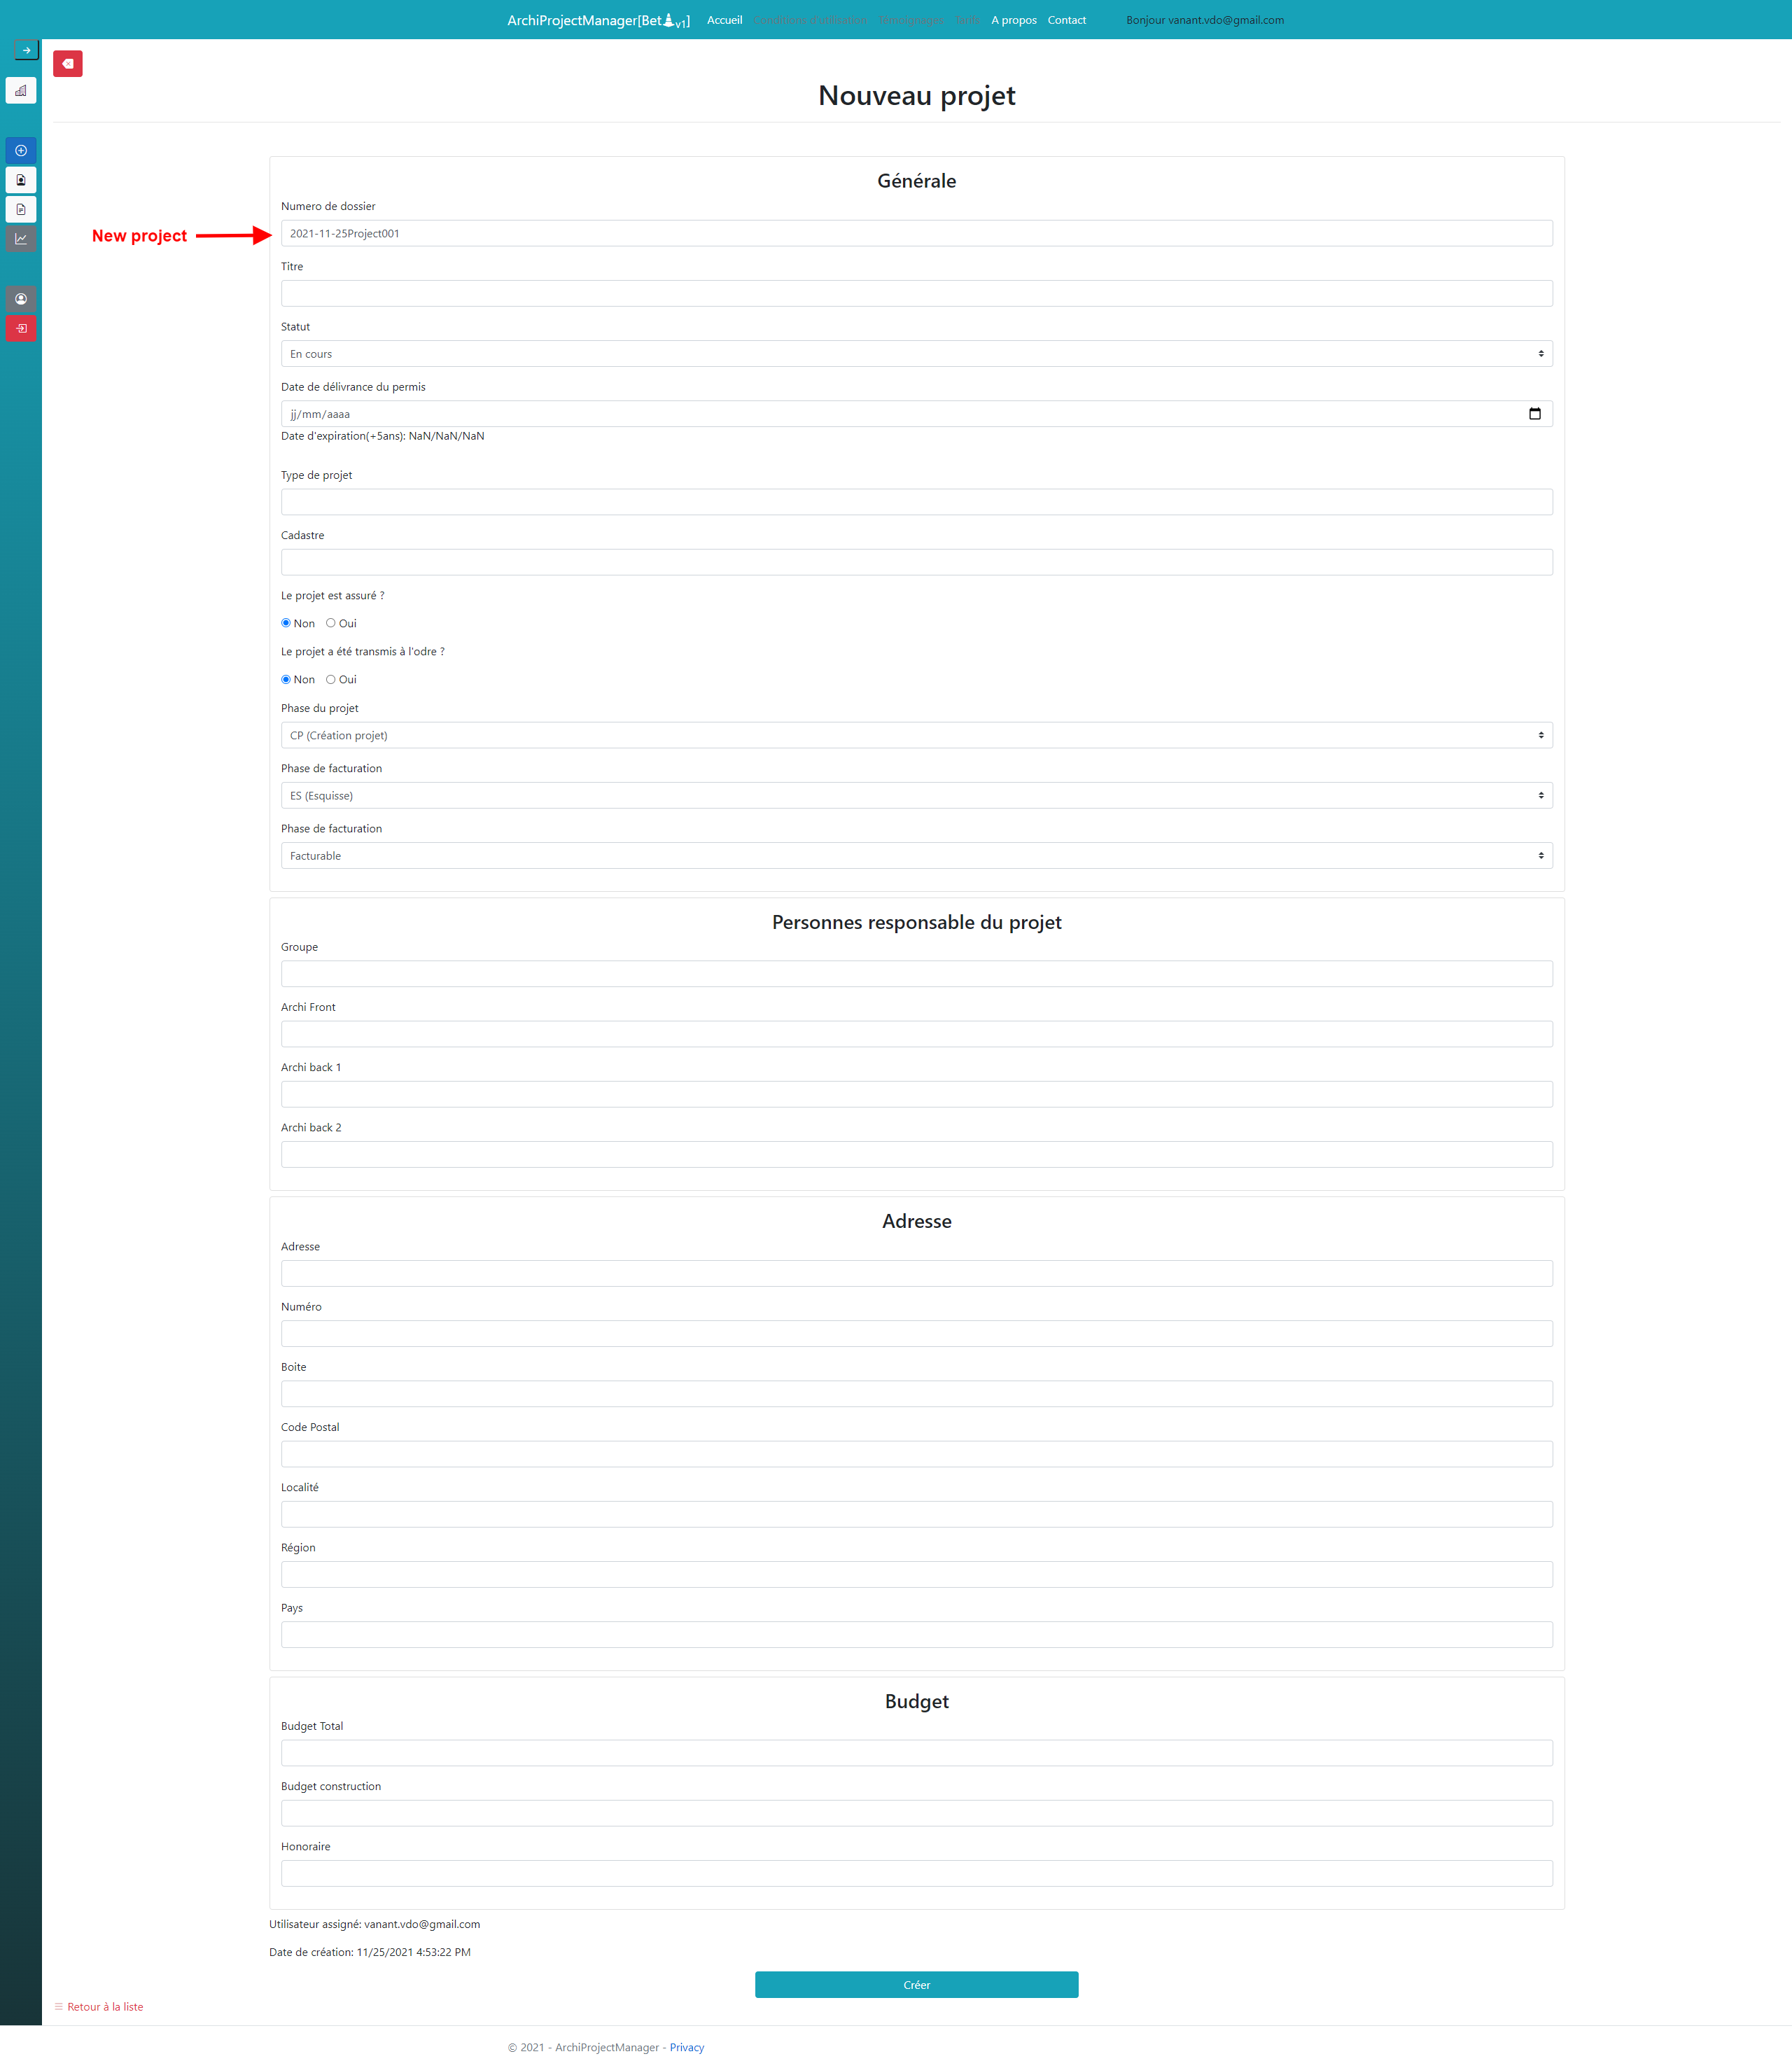 ArchiProjectManager[Bet v1] Accueil Conditions d'utilisation Témoignages Tarifs A propos Contact Bonjour vanant.vdo@gmail.com
Nouveau projet
Générale
Numero de dossier
New project
2021-11-25Project001
Titre
Statut
En cours
Date de délivrance du permis
jj/mm/aaaa
Date d'expiration(+5ans): NaN/NaN/NaN
Type de projet
Cadastre
Le projet est assuré ?
Non Oui
Le projet a été transmis à l'odre ?
Non Oui
Phase du projet
CP (Création projet)
Phase de facturation
ES (Esquisse)
Phase de facturation
Facturable
Personnes responsable du projet
Groupe
Archi Front
Archi back 1
Archi back 2
Adresse
Adresse
Numéro
Boite
Code Postal
Localité
Région
Pays
Budget
Budget Total
Budget construction
Honoraire
Utilisateur assigné: vanant.vdo@gmail.com
Date de création: 11/25/2021 4:53:22 PM
Créer
Retour à la liste
© 2021 - ArchiProjectManager - Privacy